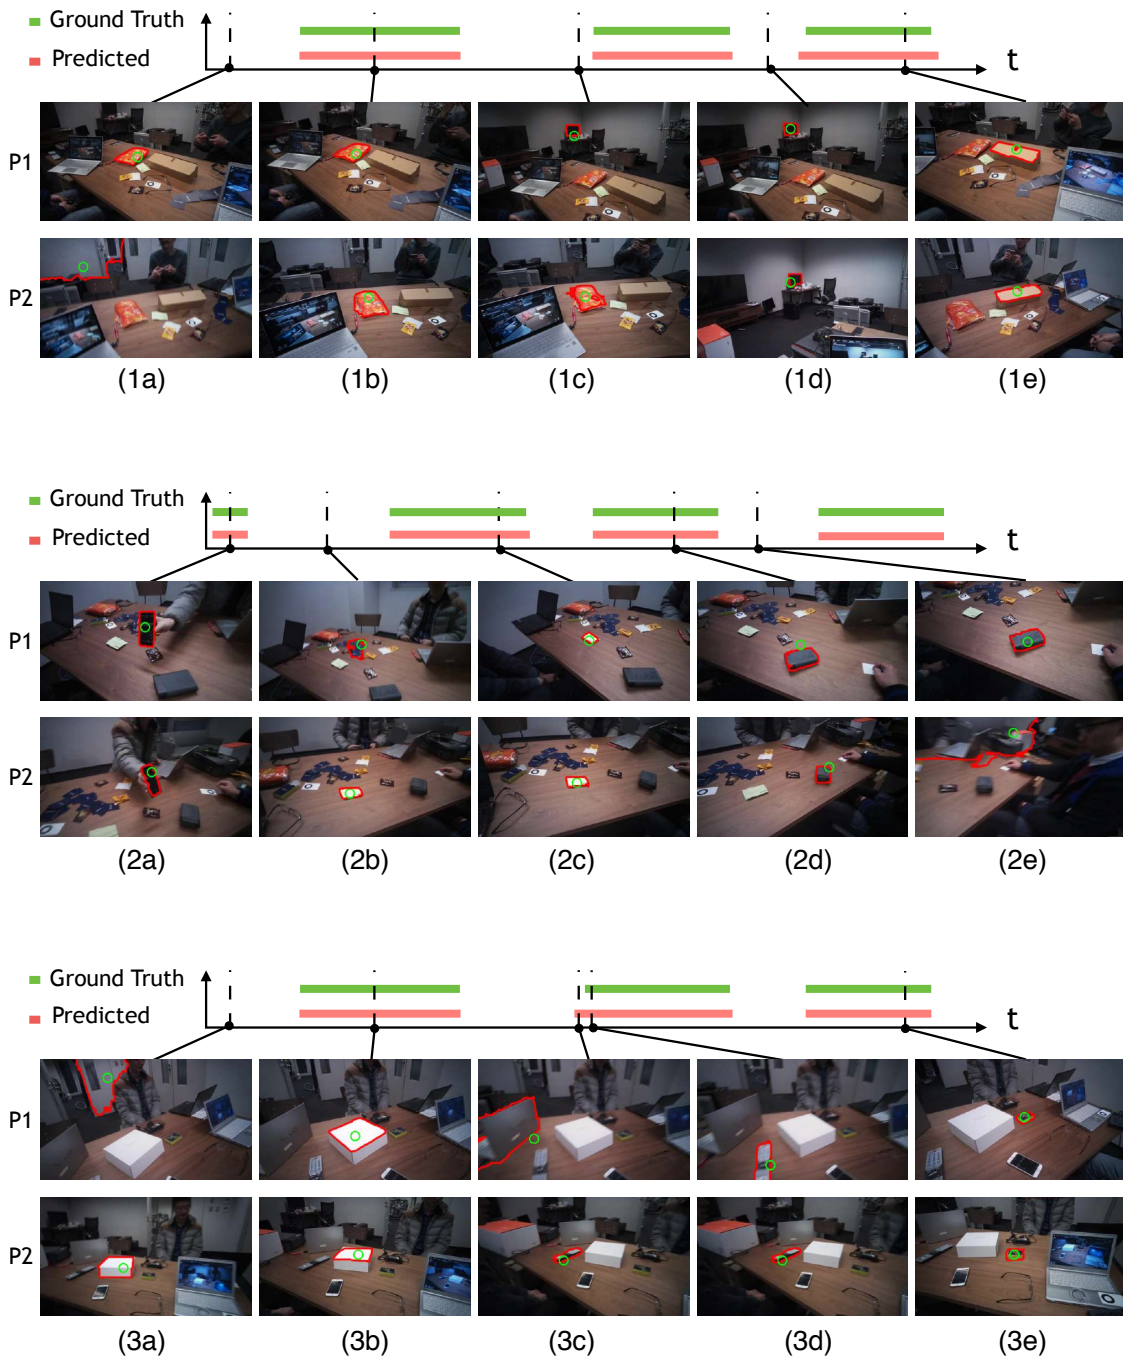 Ground Truth
Predicted
t
P1
P2
(1a) (1b) (1c) (1d) (1e)
Ground Truth
Predicted
t
P1
P2
(2a) (2b) (2c) (2d) (2e)
Ground Truth
Predicted
t
P1
P2
(3a) (3b) (3c) (3d) (3e)